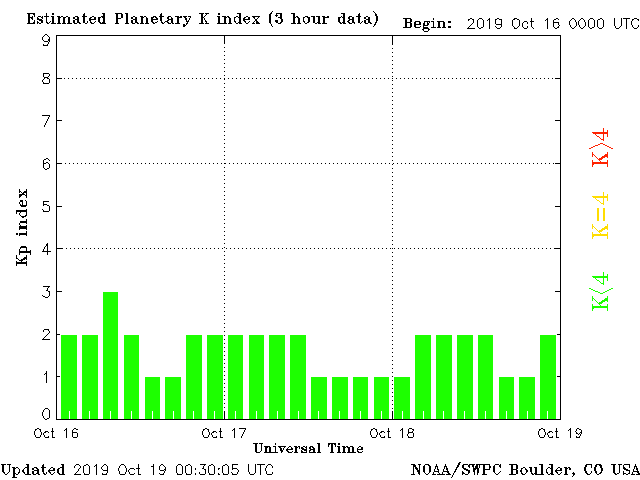 Estimated Planetary K index (3 hour data)
Begin: 2019 Oct 16 0000 UTC
9
8
7
6
5
4
3
2
1
0
Kp index
K>4
K=4
K<4
Oct 16
Oct 17
Oct 18
Oct 19
Universal Time
Updated 2019 Oct 19 00:30:05 UTC
NOAA/SWPC Boulder, CO USA